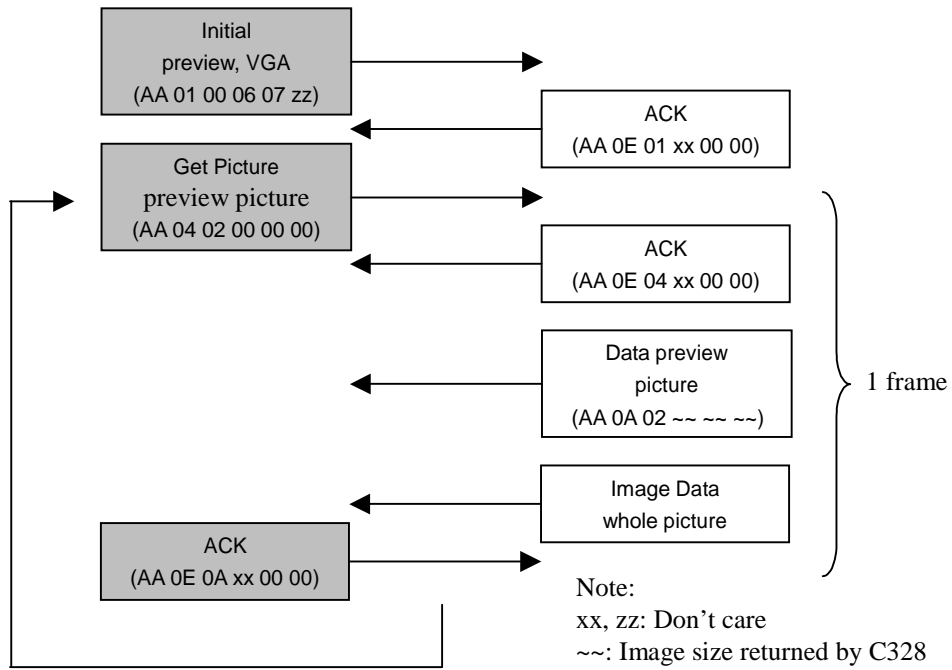 Initial
preview, VGA
(AA 01 00 06 07 zz)
ACK
(AA 0E 01 xx 00 00)
Get Picture
preview picture
(AA 04 02 00 00 00)
ACK
(AA 0E 04 xx 00 00)
Data preview
picture
(AA 0A 02 ~~ ~~ ~~)
1 frame
Image Data
whole picture
ACK
(AA 0E 0A xx 00 00)
Note:
xx, zz: Don't care
~~: Image size returned by C328